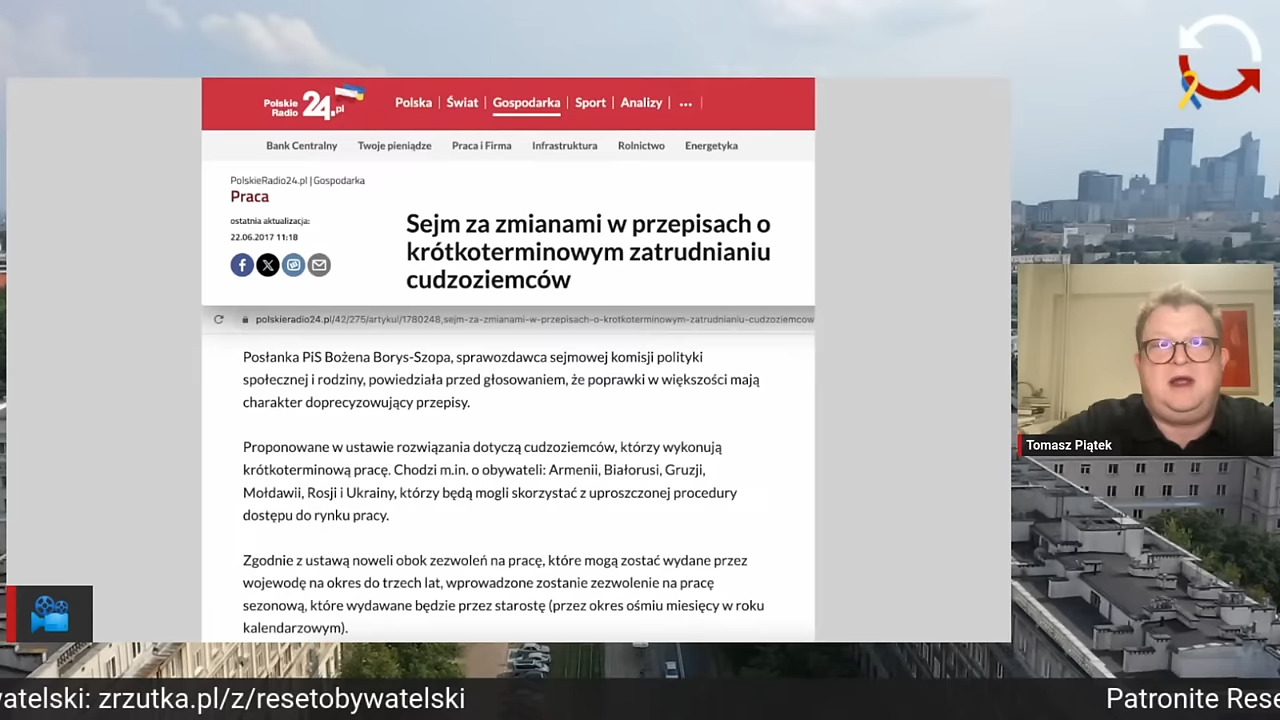 Polskie
Radio 24.pl
Polska | Świat | Gospodarka | Sport | Analizy | ... |
Bank Centralny Twoje pieniądze Praca i Firma Infrastruktura Rolnictwo Energetyka
PolskieRadio24.pl | Gospodarka
Praca
ostatnia aktualizacja:
22.06.2017 11:18
Sejm za zmianami w przepisach o
krótkoterminowym zatrudnianiu
cudzoziemców
polskieradio24.pl/42/275/artykul/1780248,sejm-za-zmianami-w-przepisach-o-krotkoterminowym-zatrudnianiu-cudzoziemcow
Posłanka PiS Bożena Borys-Szopa, sprawozdawca sejmowej komisji polityki
społecznej i rodziny, powiedziała przed głosowaniem, że poprawki w większości mają
charakter doprecyzowujący przepisy.
Proponowane w ustawie rozwiązania dotyczą cudzoziemców, którzy wykonują
krótkoterminową pracę. Chodzi m.in. o obywateli: Armenii, Białorusi, Gruzji,
Mołdawii, Rosji i Ukrainy, którzy będą mogli skorzystać z uproszczonej procedury
dostępu do rynku pracy.
Zgodnie z ustawą noweli obok zezwoleń na pracę, które mogą zostać wydane przez
wojewodę na okres do trzech lat, wprowadzone zostanie zezwolenie na pracę
sezonową, które wydawane będzie przez starostę (przez okres ośmiu miesięcy w roku
kalendarzowym).
Tomasz Piątek
watelski: zrzutka.pl/z/resetobywatelski
Patronite Rese